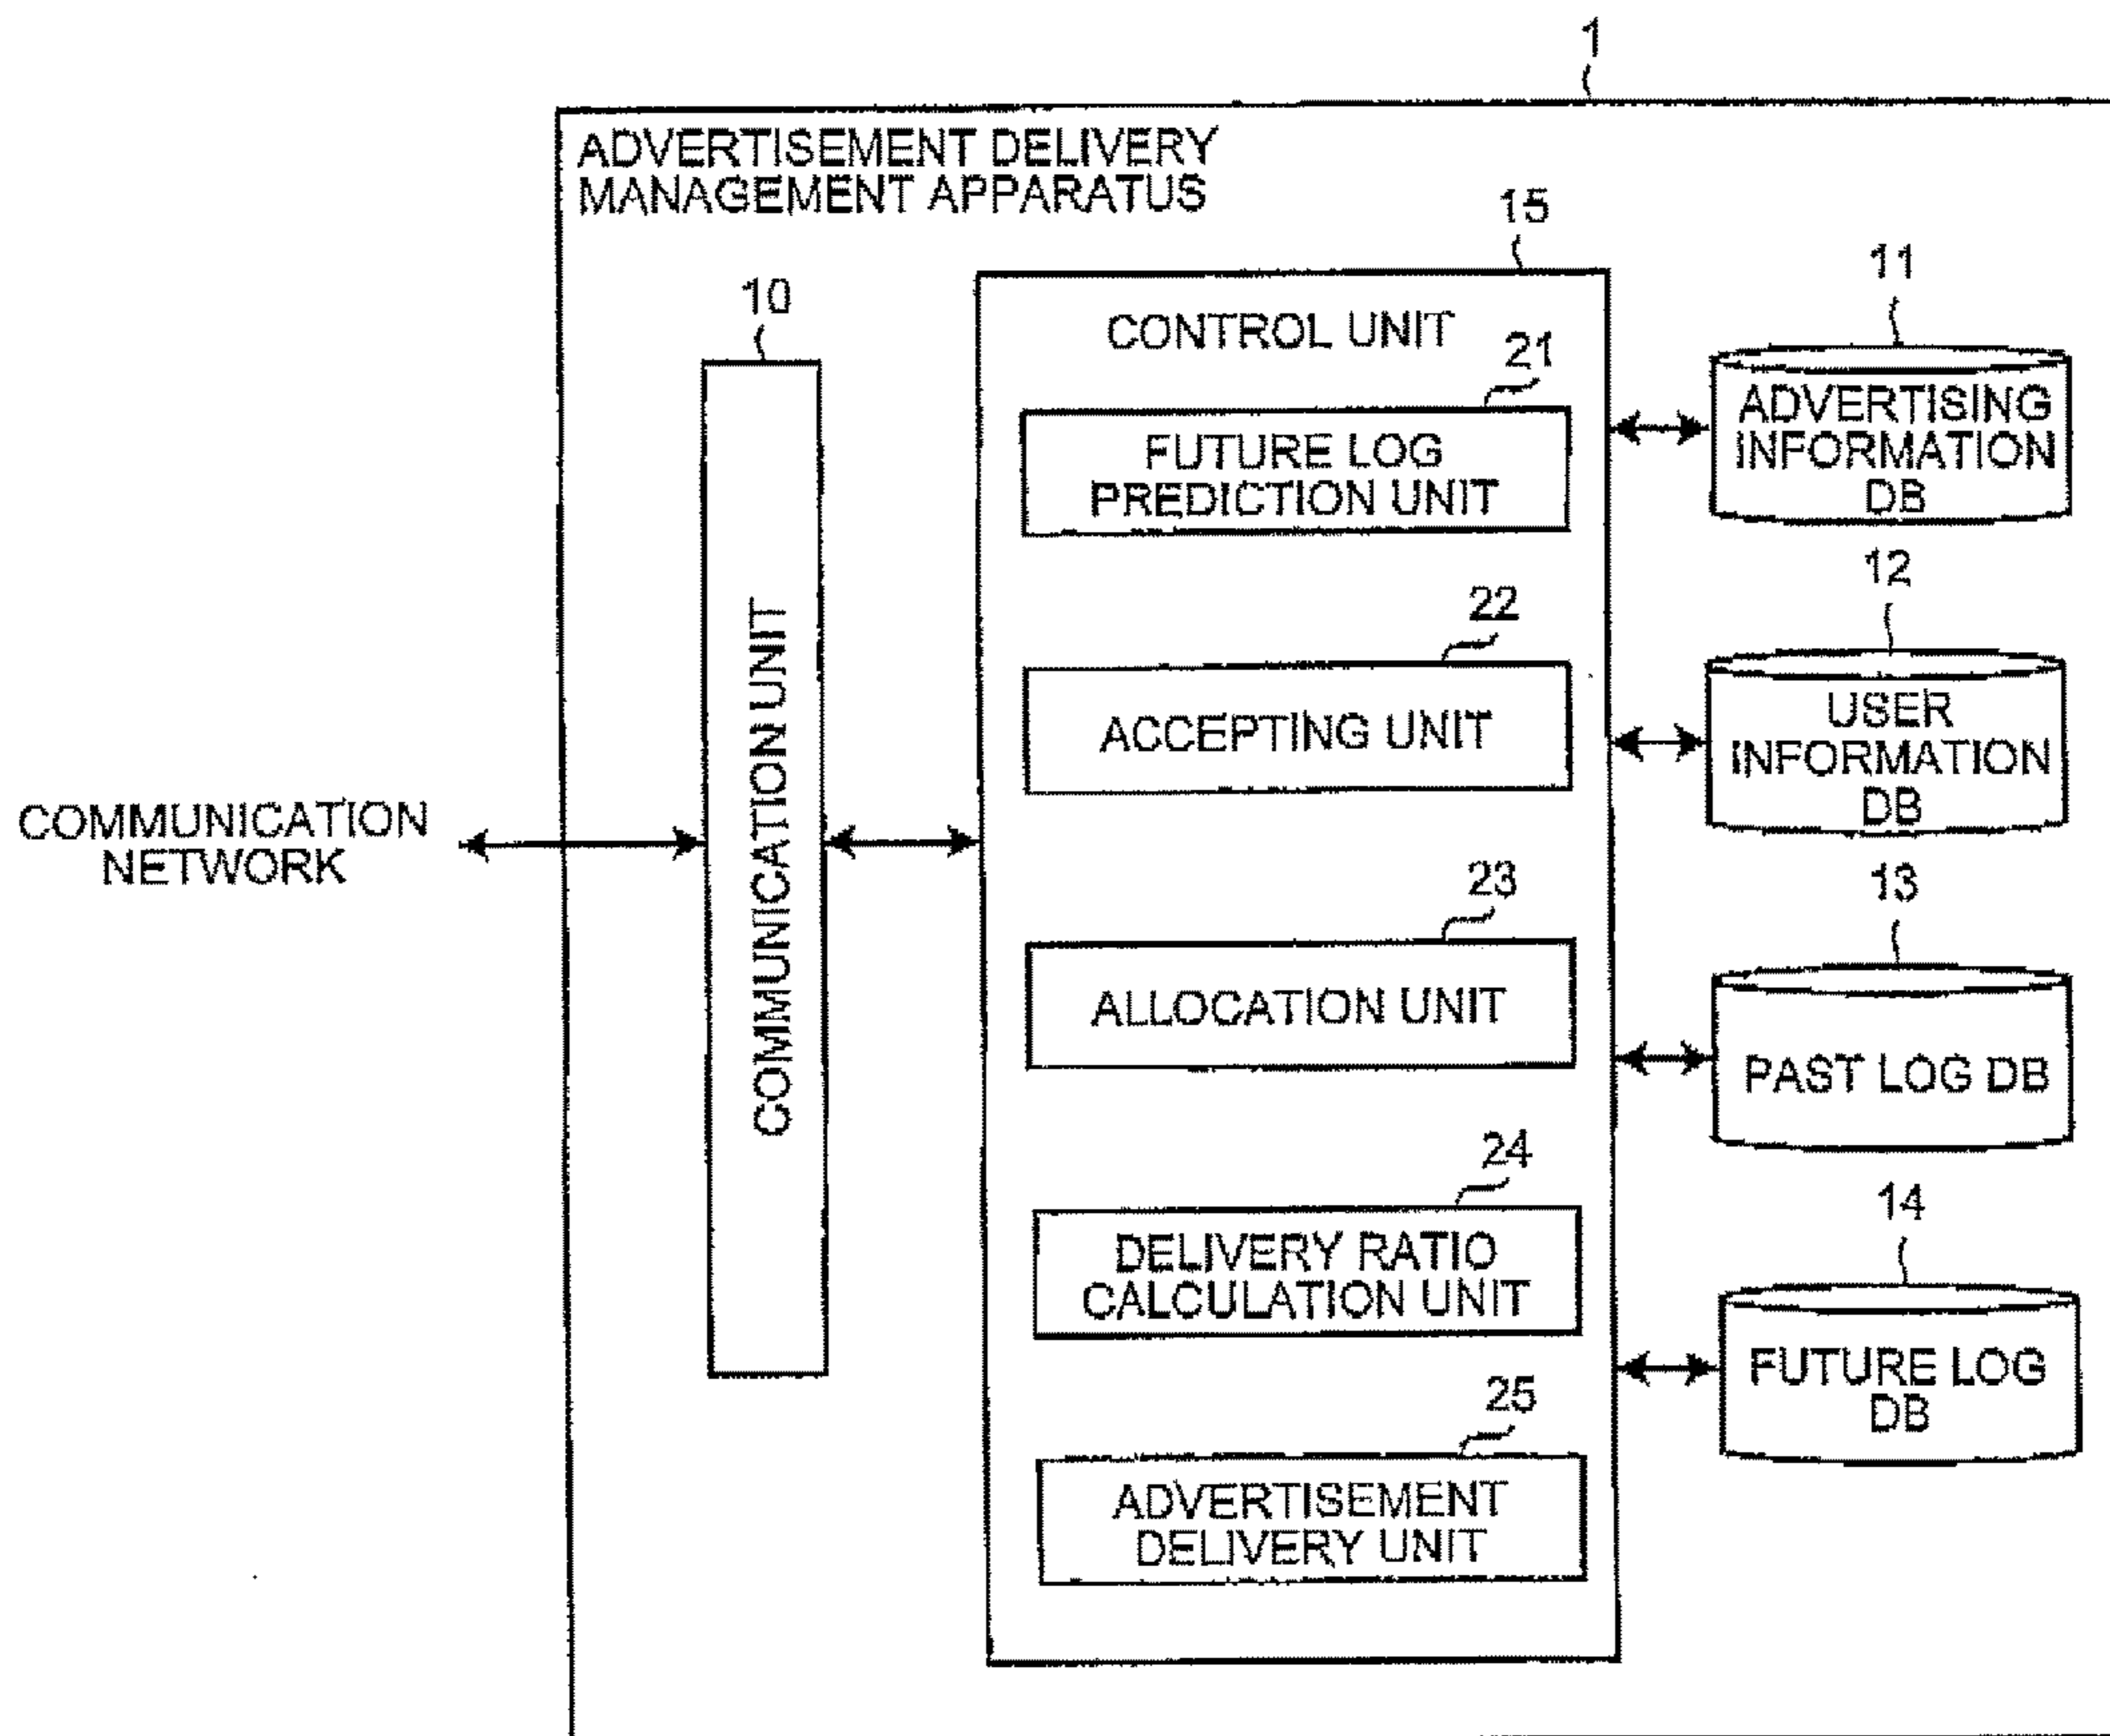 1
ADVERTISEMENT DELIVERY
MANAGEMENT APPARATUS
15
10
11
CONTROL UNIT
21
FUTURE LOG
PREDICTION UNIT
ADVERTISING
INFORMATION
DB
12
22
ACCEPTING UNIT
USER
INFORMATION
DB
COMMUNICATION UNIT
COMMUNICATION
NETWORK
13
23
ALLOCATION UNIT
PAST LOG DB
24
14
DELIVERY RATIO
CALCULATION UNIT
FUTURE LOG
DB
25
ADVERTISEMENT
DELIVERY UNIT